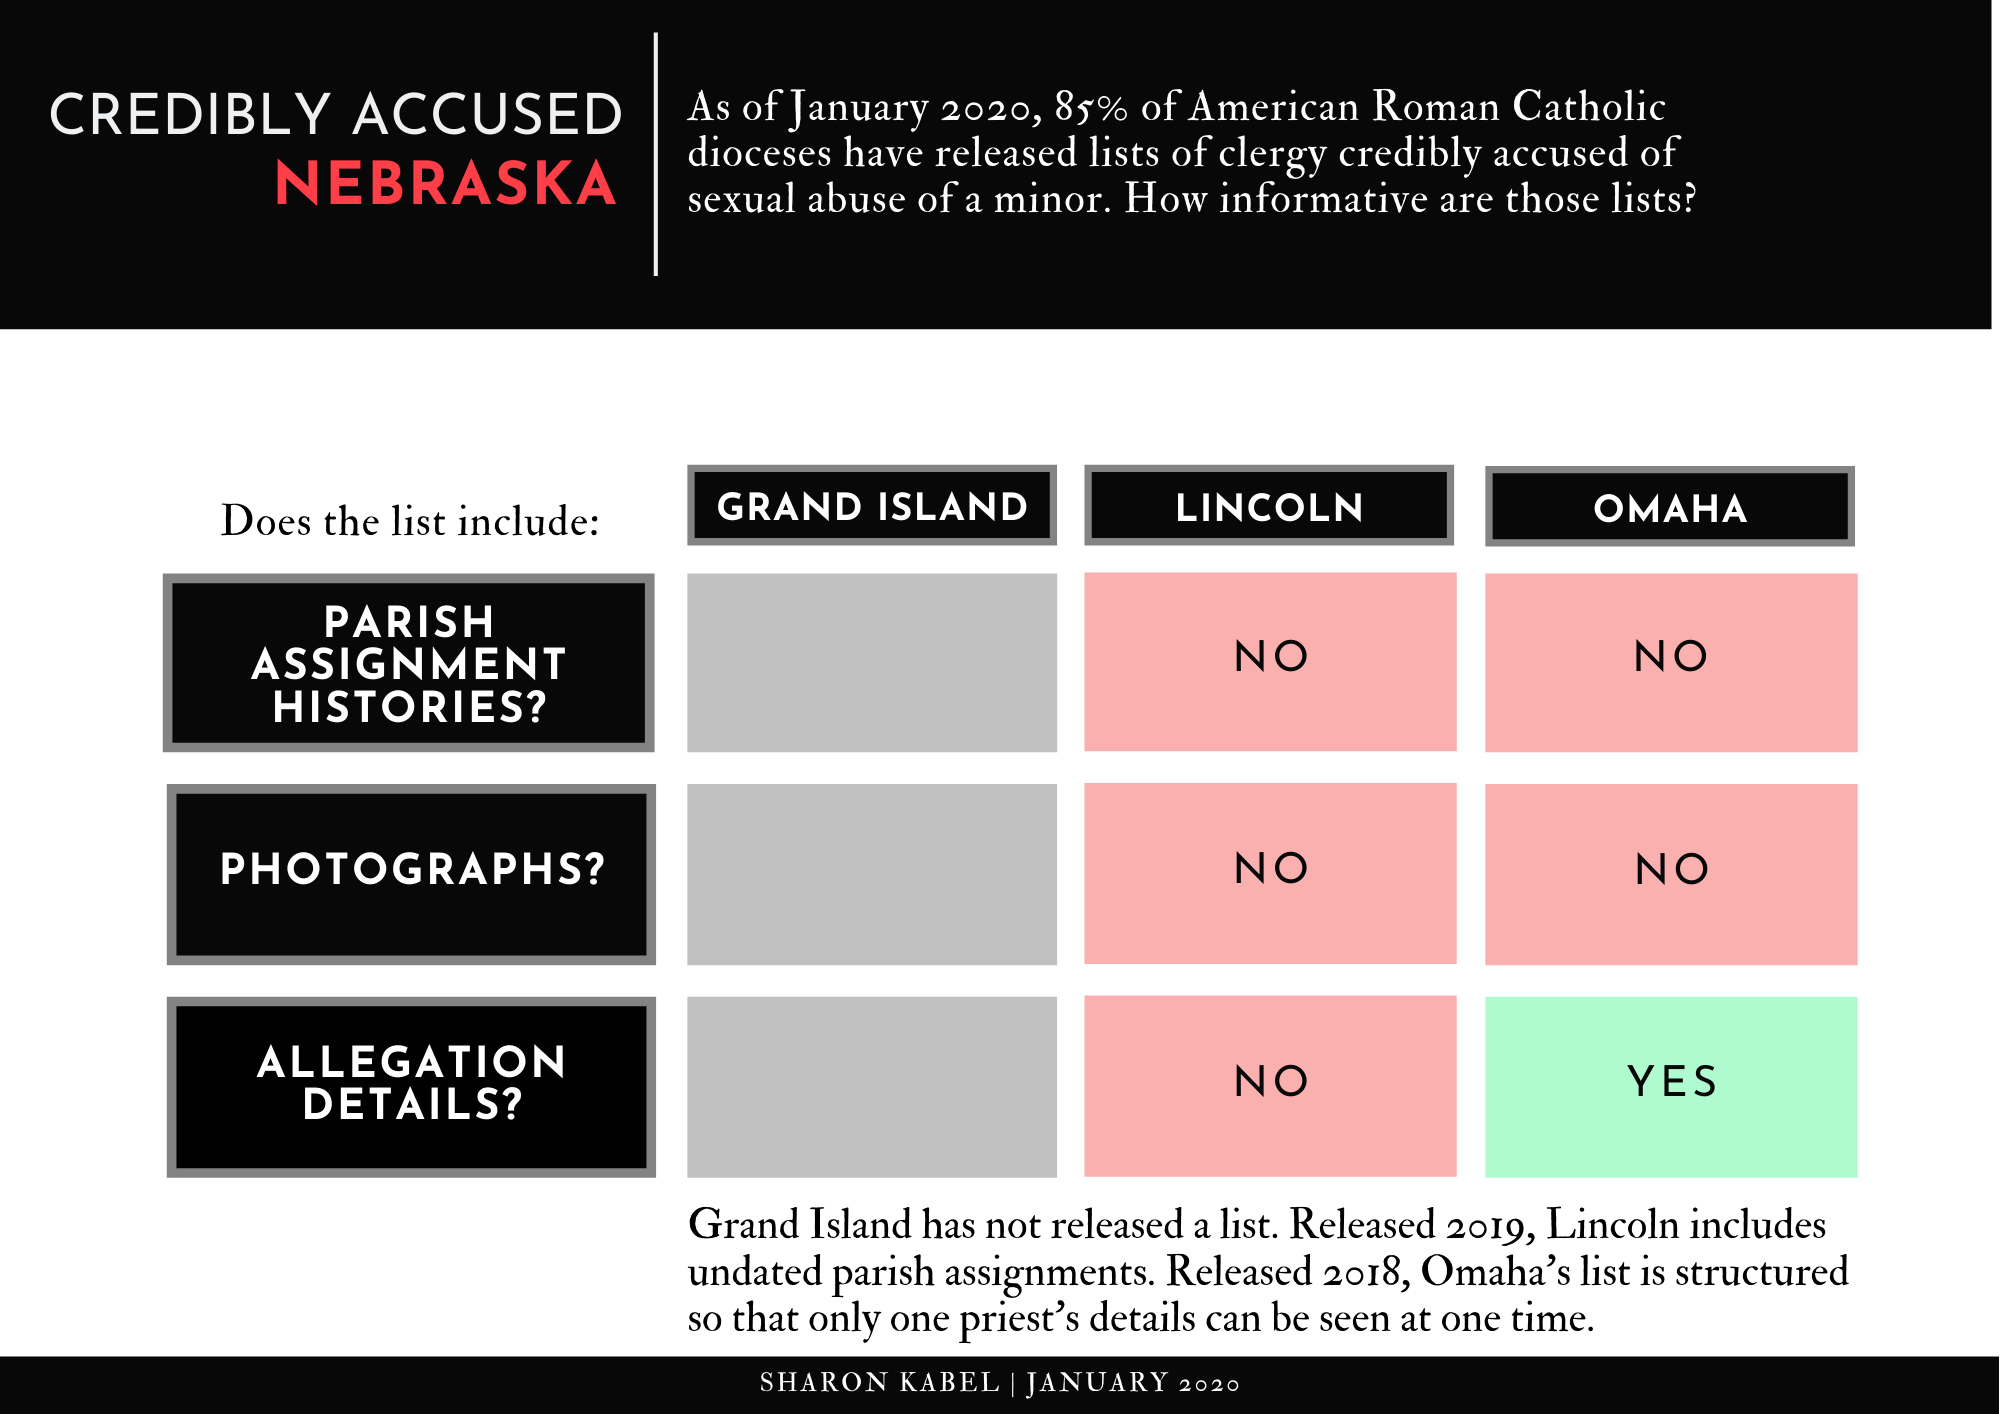 CREDIBLY ACCUSED
NEBRASKA
As of January 2020, 85% of American Roman Catholic
dioceses have released lists of clergy credibly accused of
sexual abuse of a minor. How informative are those lists?
Does the list include:
GRAND ISLAND
LINCOLN
OMAHA
PARISH
ASSIGNMENT
HISTORIES?
NO
NO
PHOTOGRAPHS?
NO
NO
ALLEGATION
DETAILS?
NO
YES
Grand Island has not released a list. Released 2019, Lincoln includes
undated parish assignments. Released 2018, Omaha's list is structured
so that only one priest's details can be seen at one time.
SHARON KABEL | JANUARY 2020